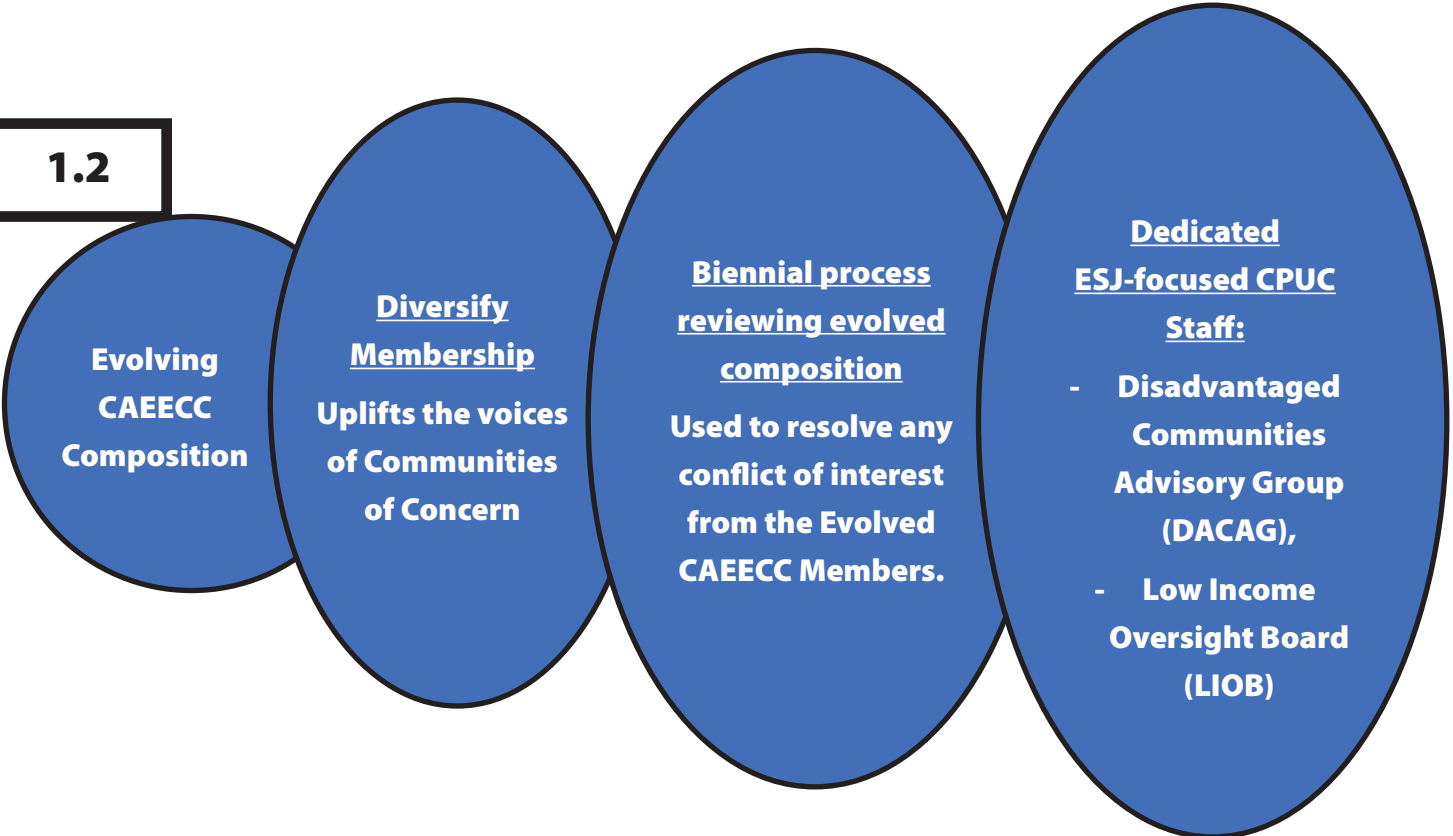 1.2
Evolving
CAEECC
Composition
Diversify
Membership
Uplifts the voices
of Communities
of Concern
Biennial process
reviewing evolved
composition
Used to resolve any
conflict of interest
from the Evolved
CAEECC Members.
Dedicated
ESJ-focused CPUC
Staff:
- Disadvantaged
Communities
Advisory Group
(DACAG),
- Low Income
Oversight Board
(LIOB)